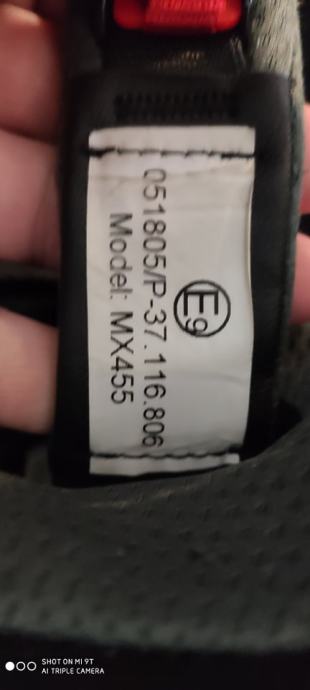 E9
051805/P-37.116.806
Model: MX455
SHOT ON MI 9T
AI TRIPLE CAMERA